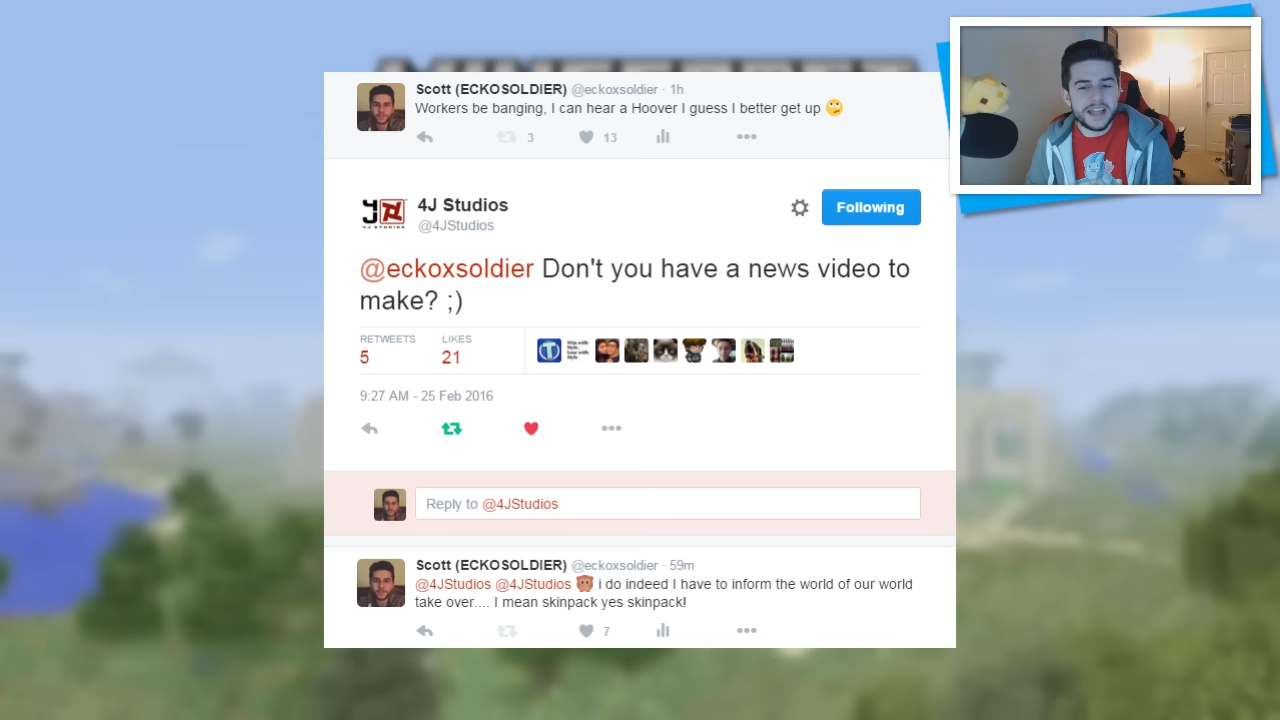 Scott (ECKOSOLDIER) @eckoxsoldier · 1h
Workers be banging, I can hear a Hoover I guess I better get up 🙄
3 13
4J Studios
@4JStudios
Following
@eckoxsoldier Don't you have a news video to
make? ;)
RETWEETS LIKES
5 21
9:27 AM - 25 Feb 2016
Reply to @4JStudios
Scott (ECKOSOLDIER) @eckoxsoldier · 59m
@4JStudios @4JStudios 🙊 i do indeed I have to inform the world of our world
take over.... I mean skinpack yes skinpack!
7